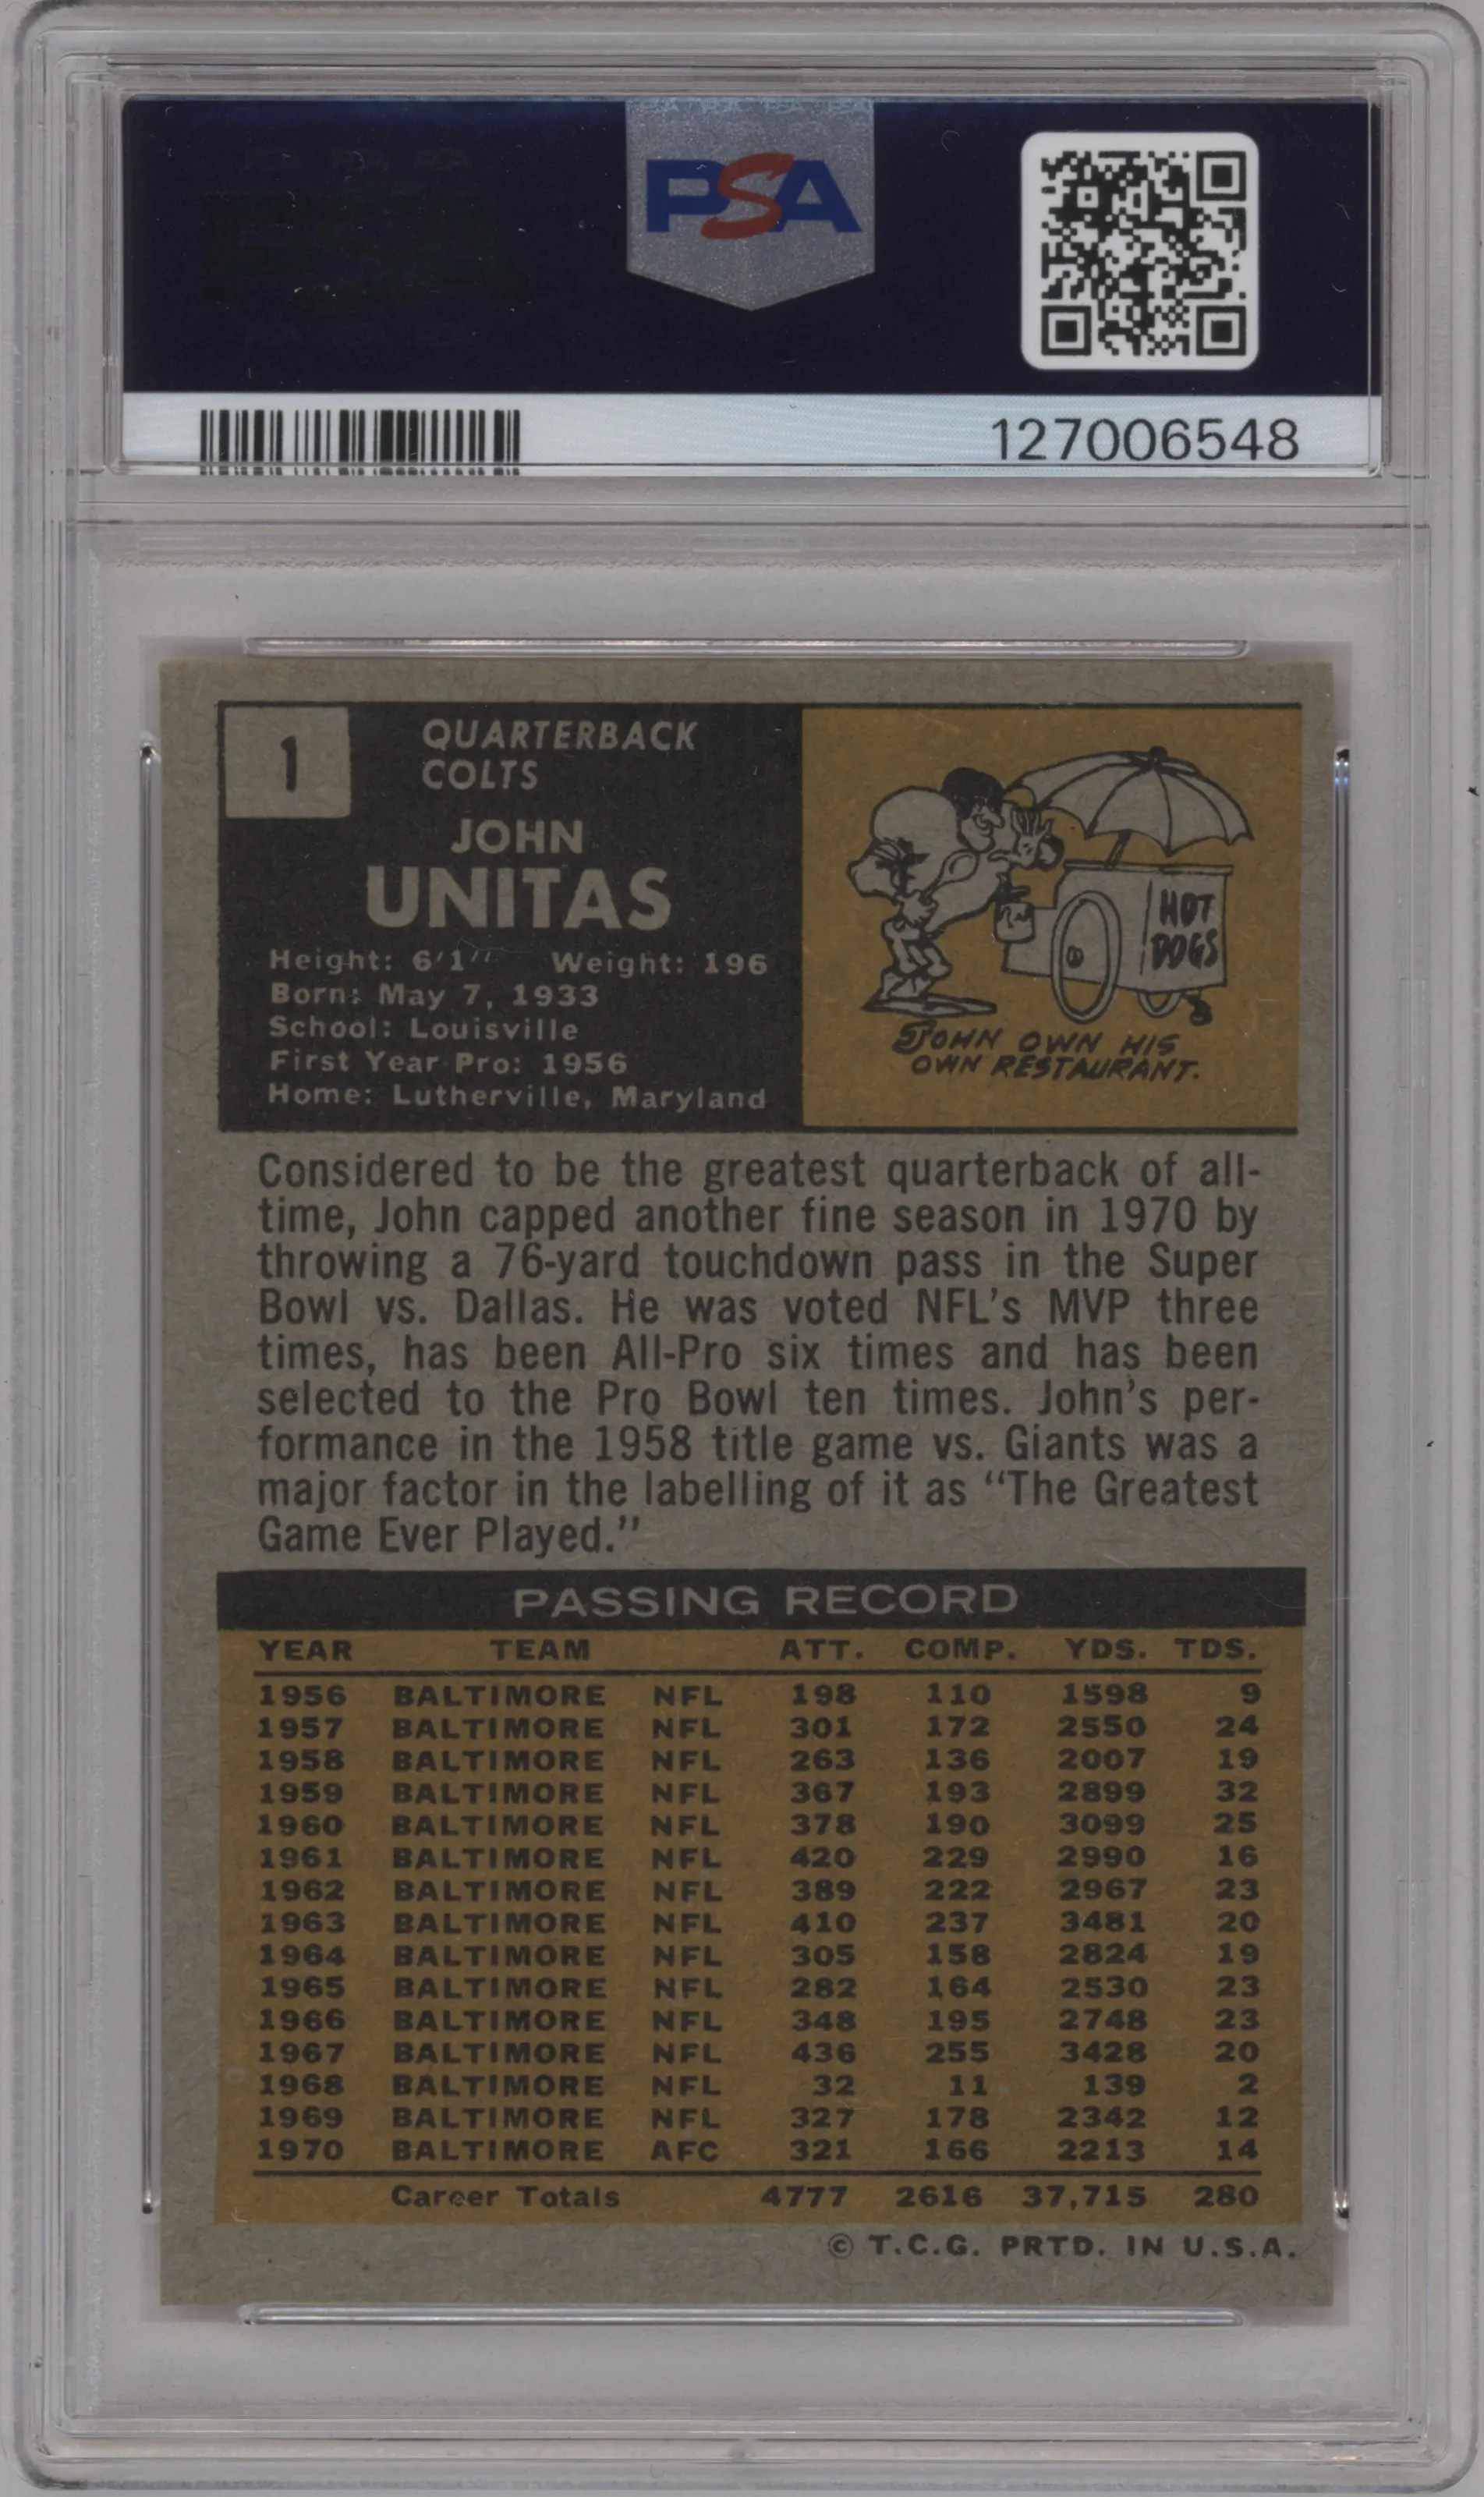 PSA
127006548
1
QUARTERBACK
COLTS
JOHN
UNITAS
Height: 6'1" Weight: 196
Born: May 7, 1933
School: Louisville
First Year Pro: 1956
Home: Lutherville, Maryland
HOT
DOGS
JOHN OWN HIS
OWN RESTAURANT.
Considered to be the greatest quarterback of all-
time, John capped another fine season in 1970 by
throwing a 76-yard touchdown pass in the Super
Bowl vs. Dallas. He was voted NFL's MVP three
times, has been All-Pro six times and has been
selected to the Pro Bowl ten times. John's per-
formance in the 1958 title game vs. Giants was a
major factor in the labelling of it as "The Greatest
Game Ever Played."
PASSING RECORD
YEAR TEAM ATT. COMP. YDS. TDS.
1956 BALTIMORE NFL 198 110 1598 9
1957 BALTIMORE NFL 301 172 2550 24
1958 BALTIMORE NFL 263 136 2007 19
1959 BALTIMORE NFL 367 193 2899 32
1960 BALTIMORE NFL 378 190 3099 25
1961 BALTIMORE NFL 420 229 2990 16
1962 BALTIMORE NFL 389 222 2967 23
1963 BALTIMORE NFL 410 237 3481 20
1964 BALTIMORE NFL 305 158 2824 19
1965 BALTIMORE NFL 282 164 2530 23
1966 BALTIMORE NFL 348 195 2748 23
1967 BALTIMORE NFL 436 255 3428 20
1968 BALTIMORE NFL 32 11 139 2
1969 BALTIMORE NFL 327 178 2342 12
1970 BALTIMORE AFC 321 166 2213 14
Career Totals 4777 2616 37,715 280
© T.C.G. PRTD. IN U.S.A.